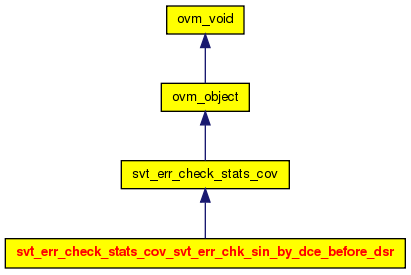 ovm_void
ovm_object
svt_err_check_stats_cov
svt_err_check_stats_cov_svt_err_chk_sin_by_dce_before_dsr